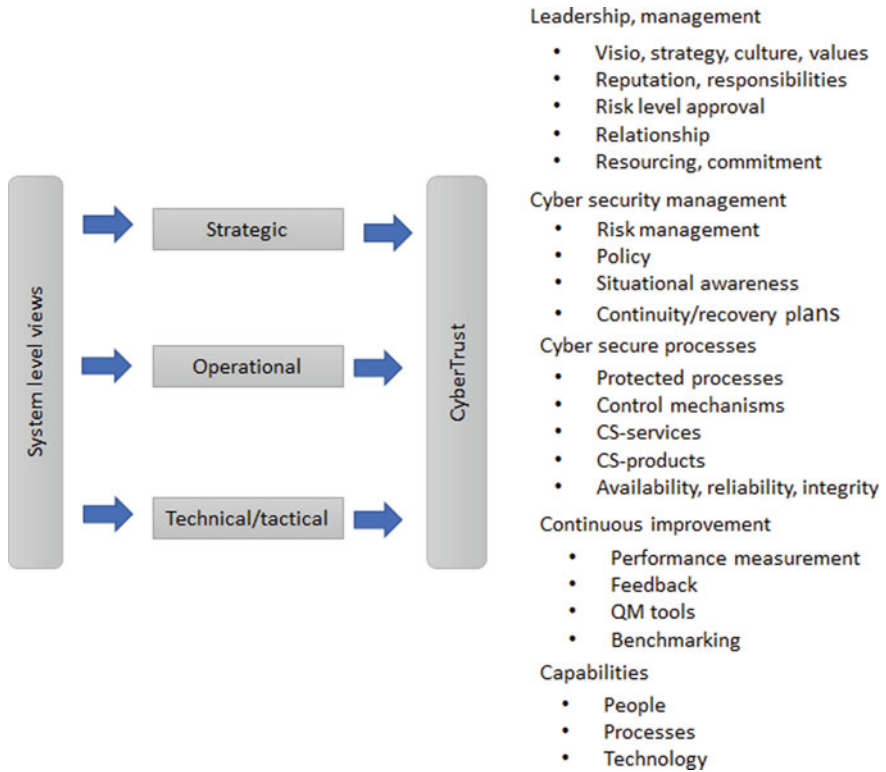 System level views
Strategic
Operational
Technical/tactical
CyberTrust
Leadership, management
• Visio, strategy, culture, values
• Reputation, responsibilities
• Risk level approval
• Relationship
• Resourcing, commitment
Cyber security management
• Risk management
• Policy
• Situational awareness
• Continuity/recovery plans
Cyber secure processes
• Protected processes
• Control mechanisms
• CS-services
• CS-products
• Availability, reliability, integrity
Continuous improvement
• Performance measurement
• Feedback
• QM tools
• Benchmarking
Capabilities
• People
• Processes
• Technology